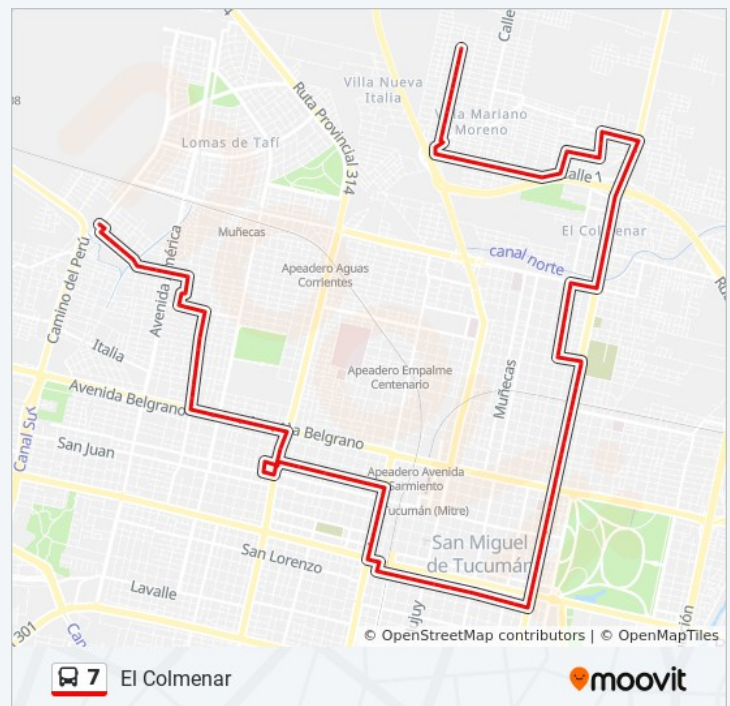 Calle
Villa Nueva
Italia
Ruta Provincial 314
Villa Mariano
Moreno
Lomas de Tafí
Calle 1
El Colmenar
Muñecas
canal norte
Apeadero Aguas
Corrientes
Camino del Perú
Avenida América
Italia
Muñecas
Apeadero Empalme
Centenario
Avenida Belgrano
Avenida Belgrano
Canal Sur
San Juan
Apeadero Avenida
Sarmiento
Tucumán (Mitre)
San Miguel
de Tucumán
San Lorenzo
Lavalle
301
© OpenStreetMap contributors | © OpenMapTiles
7 El Colmenar
moovit